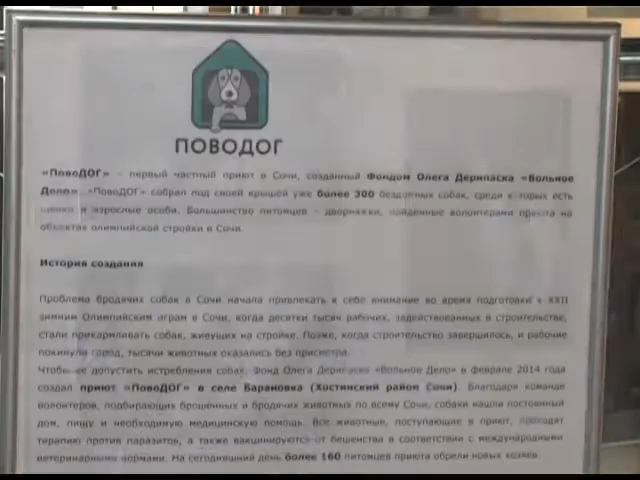 ПОВОДОГ
«ПовоДОГ» – первый частный приют в Сочи, созданный Фондом Олега Дерипаска «Вольное
Дело». «ПовоДОГ» собрал под своей крышей уже более 300 бездомных собак, среди которых есть
щенки и взрослые особи. Большинство питомцев – дворняжки, найденные волонтерами приюта на
объектах олимпийской стройки в Сочи.
История создания
Проблема бродячих собак в Сочи начала привлекать к себе внимание во время подготовки к XXII
зимним Олимпийским играм в Сочи, когда десятки тысяч рабочих, задействованных в строительстве,
стали прикармливать собак, живущих на стройке. Позже, когда строительство завершилось, и рабочие
покинули город, тысячи животных оказались без присмотра.
Чтобы не допустить истребления собак, Фонд Олега Дерипаска «Вольное Дело» в феврале 2014 года
создал приют «ПовоДОГ» в селе Барановка (Хостинский район Сочи). Благодаря команде
волонтеров, подбирающих брошенных и бродячих животных по всему Сочи, собаки нашли постоянный
дом, пищу и необходимую медицинскую помощь. Все животные, поступающие в приют, проходят
терапию против паразитов, а также вакцинируются от бешенства в соответствии с международными
ветеринарными нормами. На сегодняшний день более 160 питомцев приюта обрели новых хозяев.